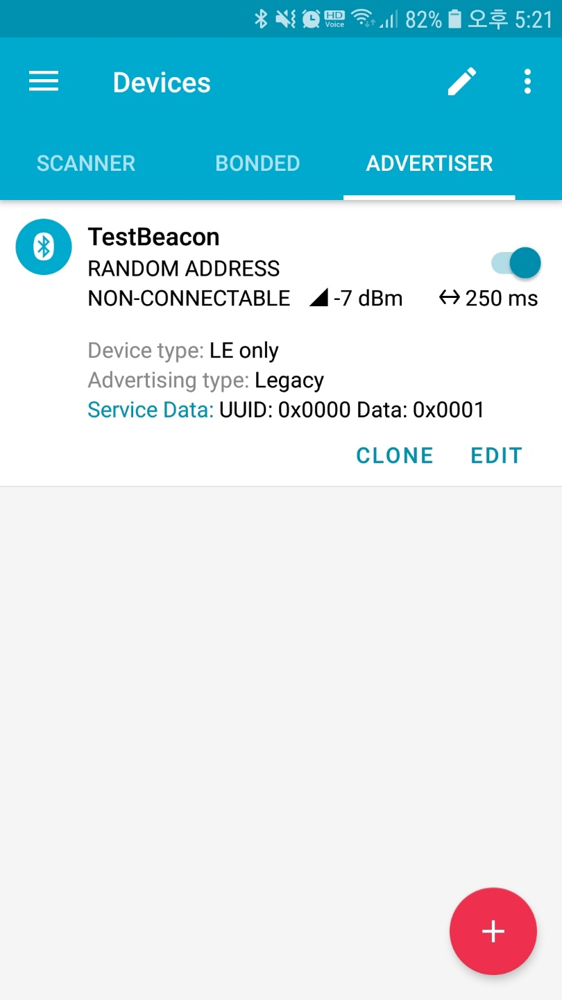 HD Voice 82% 오후 5:21
Devices
SCANNER BONDED ADVERTISER
TestBeacon
RANDOM ADDRESS
NON-CONNECTABLE -7 dBm 250 ms
Device type: LE only
Advertising type: Legacy
Service Data: UUID: 0x0000 Data: 0x0001
CLONE EDIT